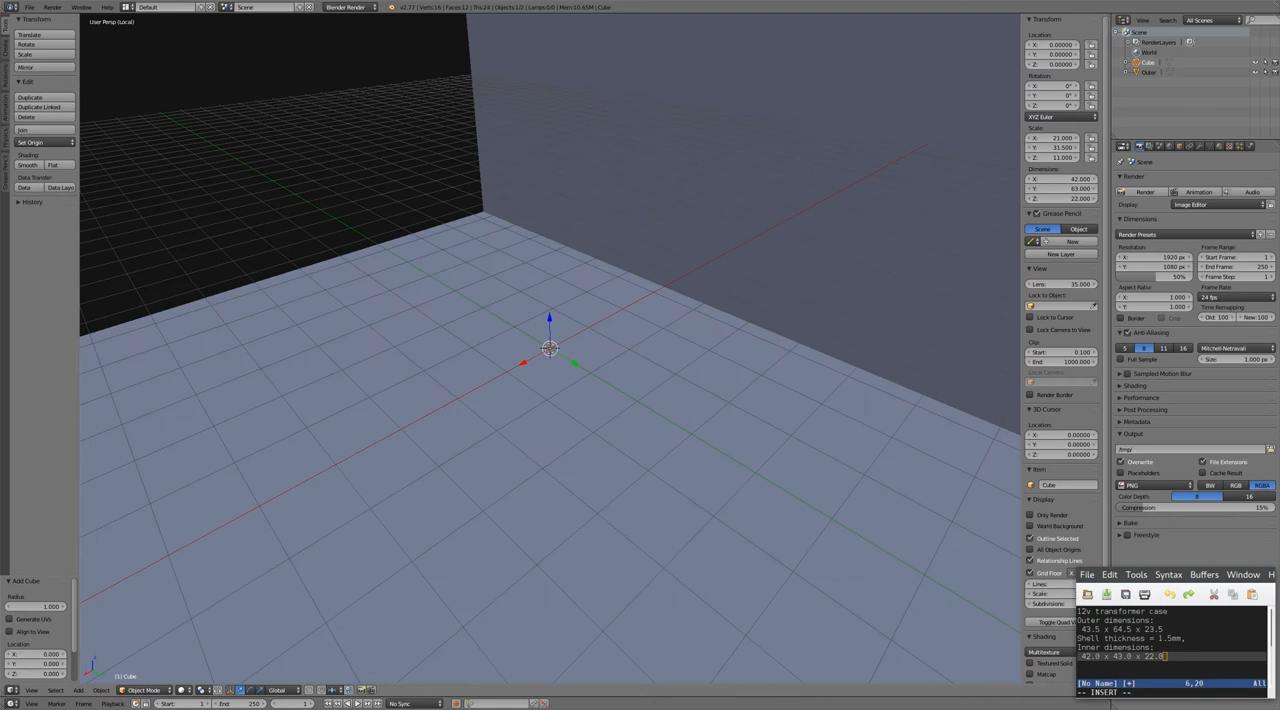 File
Render
Window
Help
Default
Scene
Blender Render
v2.77 | Verts:16 | Faces:12 | Tris:24 | Objects:1/2 | Lamps:0/0 | Mem:10.65M | Cube
View
Search
All Scenes
Scene
RenderLayers
World
Cube
Outer
Transform
Translate
Rotate
Scale
Mirror
Edit
Duplicate
Duplicate Linked
Delete
Join
Set Origin
Shading:
Smooth
Flat
Data Transfer:
Data
Data Layo
History
Tools
Animation
Physics
Grease Pencil
Add Cube
Radius
1.000
Generate UVs
Align to View
Location
X: 0.000
Y: 0.000
Z: 0.000
User Persp (Local)
(1) Cube
Transform
Location:
X: 0.00000
Y: 0.00000
Z: 0.00000
Rotation:
X: 0°
Y: 0°
Z: 0°
XYZ Euler
Scale:
X: 21.000
Y: 31.500
Z: 11.000
Dimensions:
X: 42.000
Y: 63.000
Z: 22.000
Grease Pencil
Scene
Object
New
New Layer
View
Lens: 35.000
Lock to Object:
Lock to Cursor
Lock Camera to View
Clip:
Start: 0.100
End: 1000.000
Local Camera:
Render Border
3D Cursor
Location:
X: 0.00000
Y: 0.00000
Z: 0.00000
Item
Cube
Display
Only Render
World Background
Outline Selected
All Object Origins
Relationship Lines
Grid Floor
X
Lines:
Scale:
Subdivisions:
Toggle Quad Vi
Shading
Multitexture
Textured Solid
Matcap
Scene
Render
Render
Animation
Audio
Display:
Image Editor
Dimensions
Render Presets
Resolution:
X: 1920 px
Y: 1080 px
50%
Frame Range:
Start Frame: 1
End Frame: 250
Frame Step: 1
Aspect Ratio:
X: 1.000
Y: 1.000
Frame Rate:
24 fps
Time Remapping:
Old: 100
New: 100
Border
Crop
Anti-Aliasing
5
8
11
16
Mitchell-Netravali
Full Sample
Size: 1.000 px
Sampled Motion Blur
Shading
Performance
Post Processing
Metadata
Output
/tmp/
Overwrite
File Extensions
Placeholders
Cache Result
PNG
BW
RGB
RGBA
Color Depth:
8
16
Compression:
15%
Bake
Freestyle
File Edit Tools Syntax Buffers Window H
12v transformer case
Outer dimensions:
43.5 x 64.5 x 23.5
Shell thickness = 1.5mm,
Inner dimensions:
42.0 x 43.0 x 22.0
[No Name] [+]
6,20
All
-- INSERT --
View
Select
Add
Object
Object Mode
Global
View
Marker
Frame
Playback
Start: 1
End: 250
1
No Sync